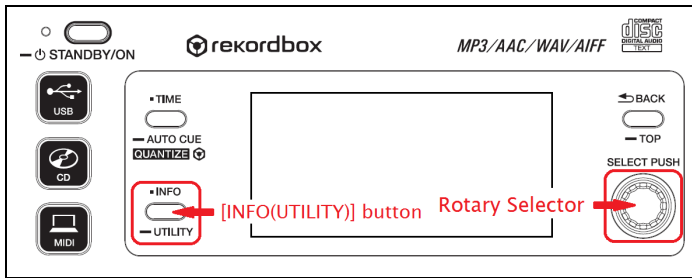 STANDBY/ON
rekordbox
MP3/AAC/WAV/AIFF
COMPACT
disc
DIGITAL AUDIO
TEXT
USB
CD
MIDI
TIME
AUTO CUE
QUANTIZE
INFO
UTILITY
[INFO(UTILITY)] button
Rotary Selector
BACK
TOP
SELECT PUSH